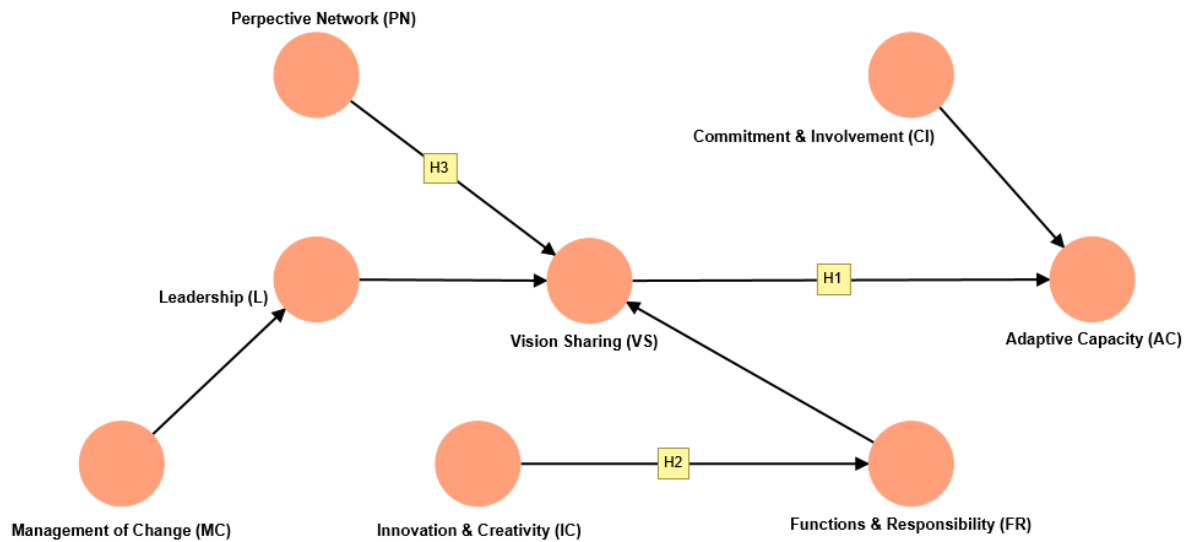 Perpective Network (PN)
Commitment & Involvement (CI)
H3
Leadership (L)
H1
Vision Sharing (VS)
Adaptive Capacity (AC)
H2
Management of Change (MC)
Innovation & Creativity (IC)
Functions & Responsibility (FR)